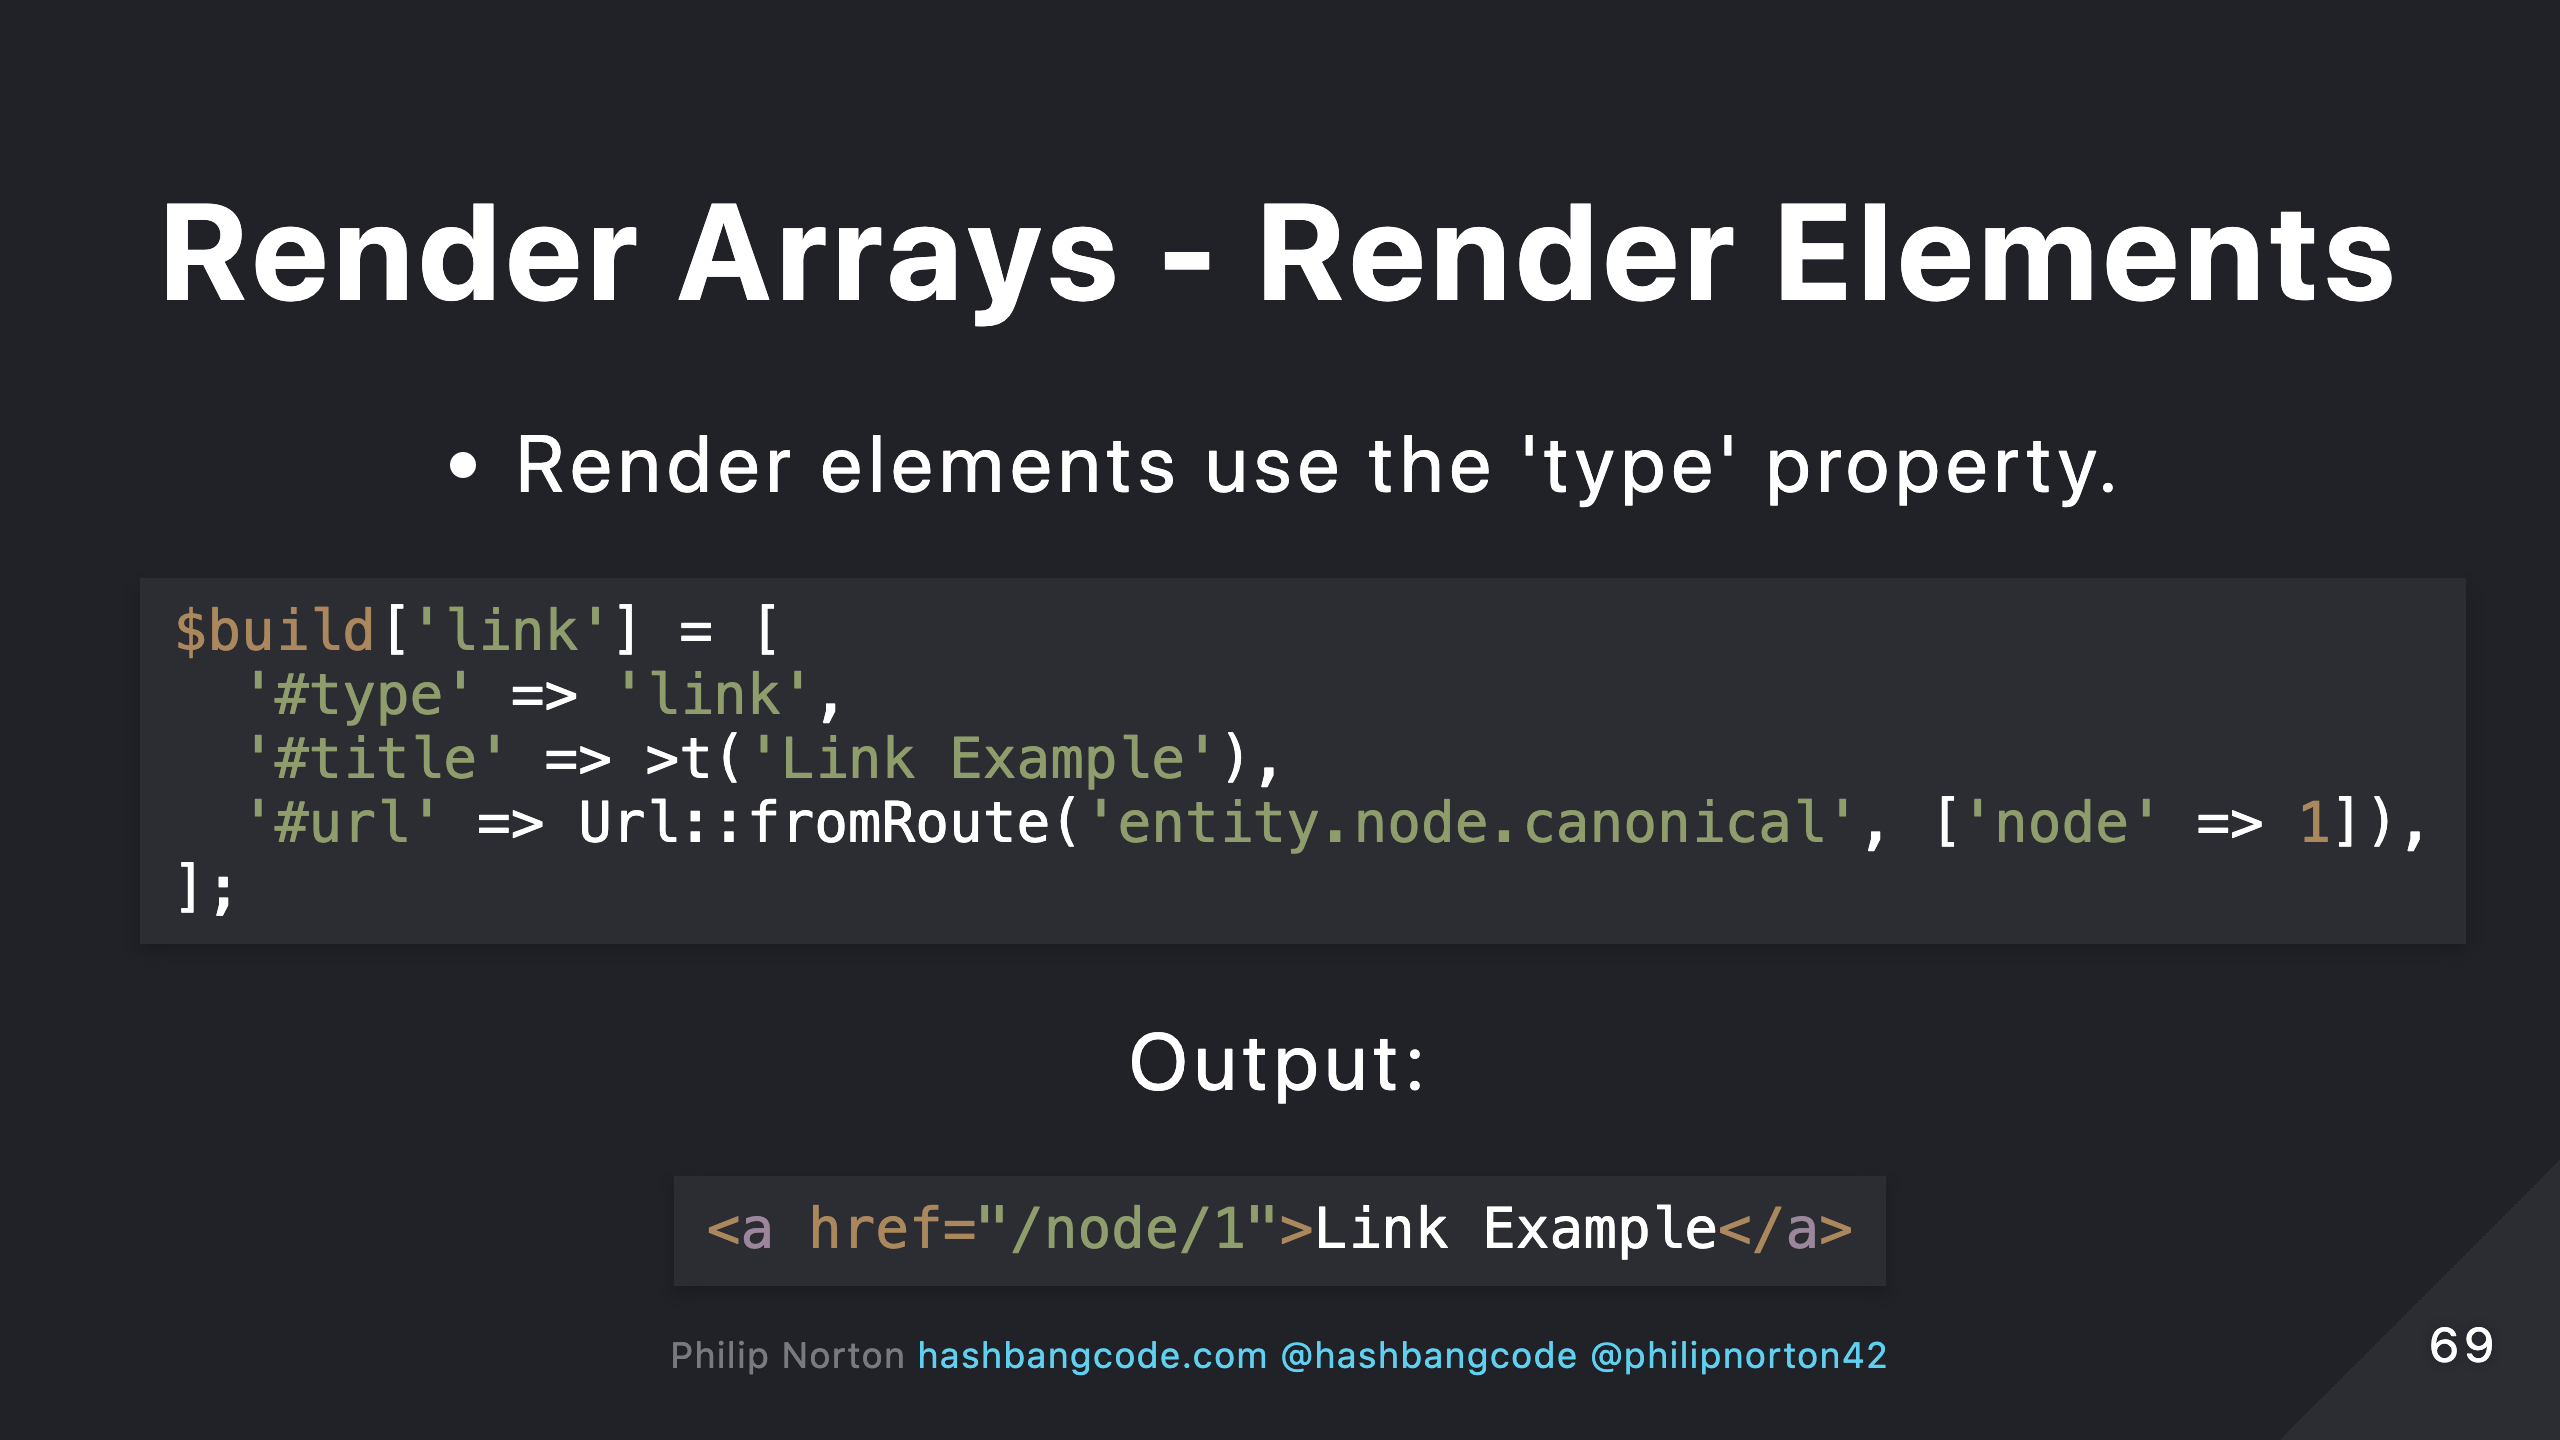 Render Arrays - Render Elements
• Render elements use the 'type' property.
$build['link'] = [
  '#type' => 'link',
  '#title' => >t('Link Example'),
  '#url' => Url::fromRoute('entity.node.canonical', ['node' => 1]),
];
Output:
<a href="/node/1">Link Example</a>
Philip Norton hashbangcode.com @hashbangcode @philipnorton42
69